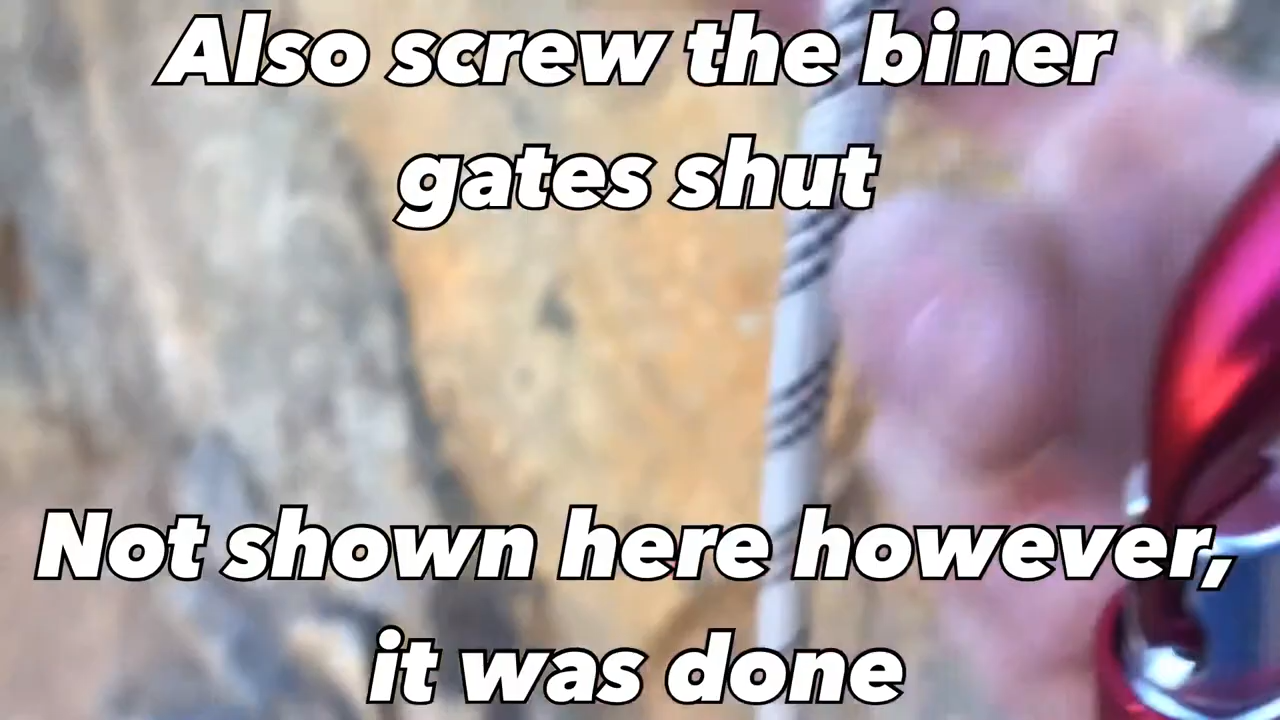 Also screw the biner
gates shut
Not shown here however,
it was done